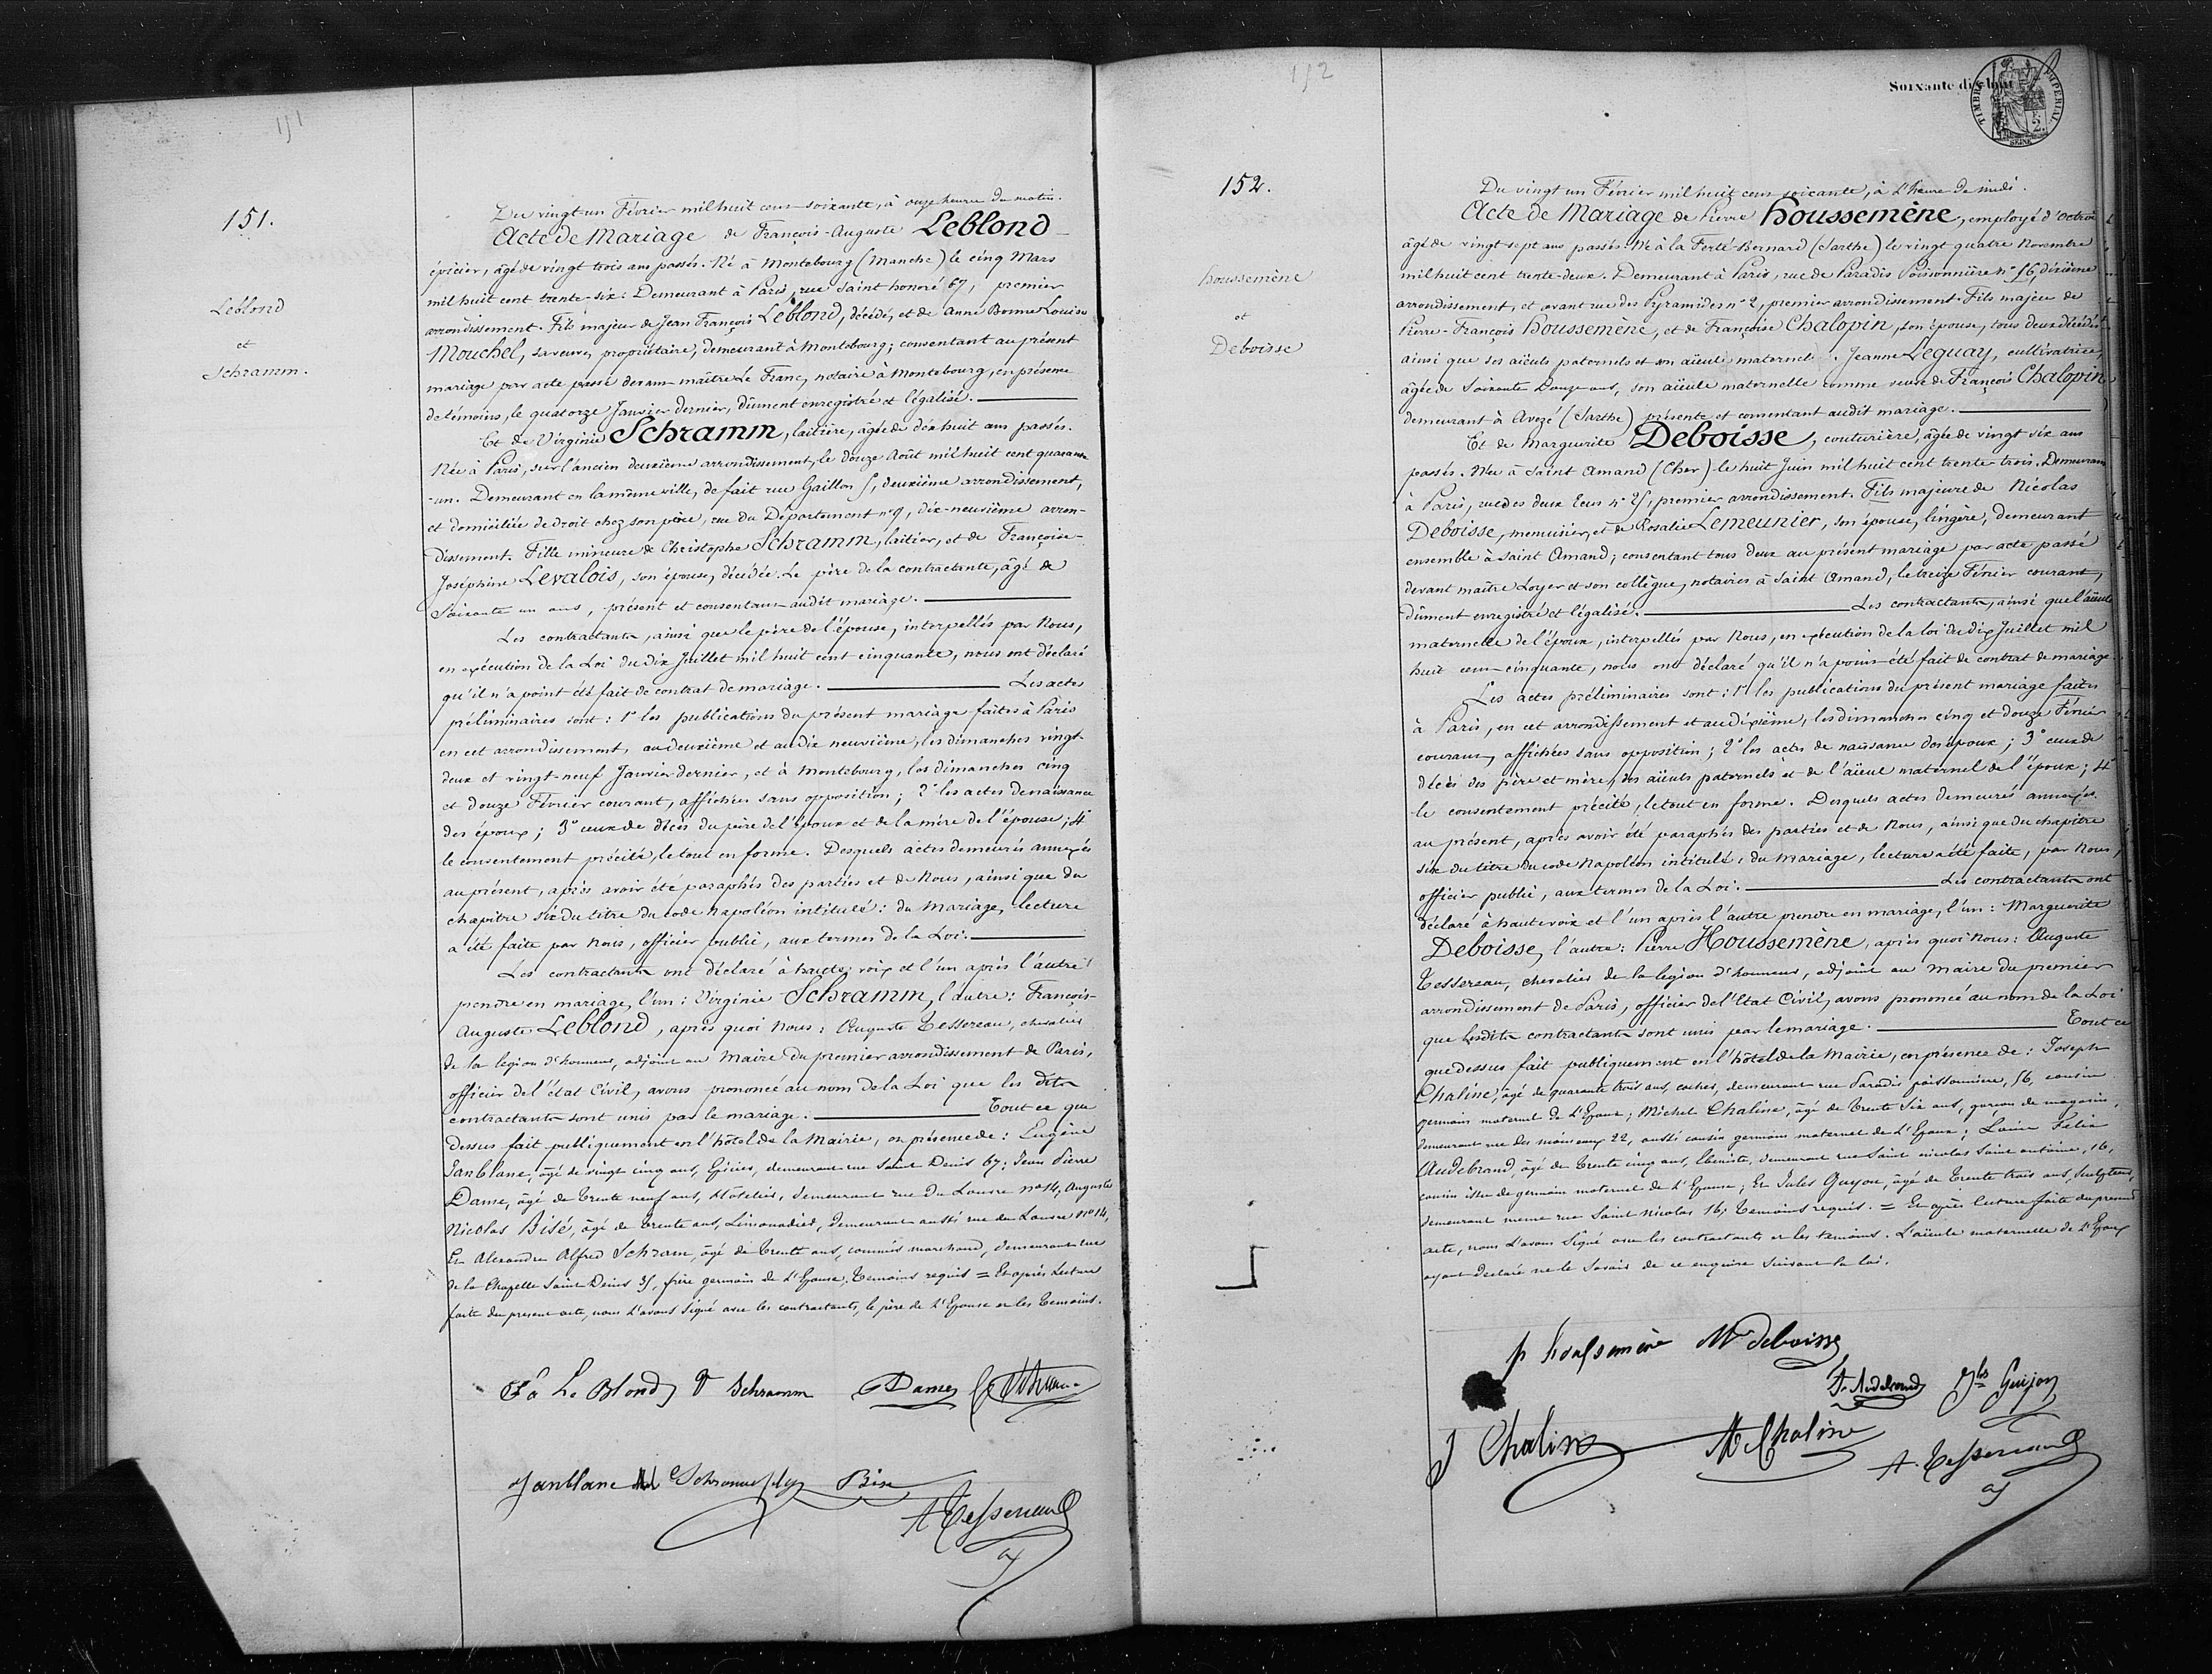 151
151.
Leblond
et
Schramm.
Du vingt un Février mil huit cent soixante, à onze heures du matin.
Acte de Mariage de François-Auguste Leblond
épicier, âgé de vingt trois ans passés. Né à Montebourg (Manche) le cinq Mars
mil huit cent trente-six. Demeurant à Paris, rue Saint honoré 67, premier
arrondissement. Fils majeur de Jean François Leblond, décédé, et de Anne Bonne Louise
Mouchel, sa veuve, propriétaire, demeurant à Montebourg; consentant au présent
mariage par acte passé devant maître Le Franc, notaire à Montebourg, en présence
de témoins, le quatorze Janvier dernier, dûment enregistré et légalisé.
Et de Virginie Schramm, laitière, âgée de dix huit ans passés.
Née à Paris, sur l'ancien deuxième arrondissement, le douze Août mil huit cent quarante
-un. Demeurant en la même ville, de fait rue Gaillon 5, deuxième arrondissement,
et domiciliée de droit chez son père, rue du Département n° 9, dix-neuvième arron-
dissement. Fille mineure de Christophe Schramm, laitier, et de Françoise-
Joséphine Levalois, son épouse, décédée. Le père de la contractante, âgé de
soixante un ans, présent et consentant audit mariage.
Les contractants, ainsi que le père de l'épouse, interpellés par Nous,
en exécution de la Loi du dix Juillet mil huit cent cinquante, nous ont déclaré
qu'il n'a point été fait de contrat de mariage. Les actes
préliminaires sont: 1° les publications du présent mariage faites à Paris
en cet arrondissement, au deuxième et au dix neuvième, les dimanches vingt-
deux et vingt-neuf Janvier dernier, et à Montebourg, les dimanches cinq
et douze Février courant, affichées sans opposition; 2° les actes de naissance
des époux; 3° ceux de décès du père de l'époux et de la mère de l'épouse; 4°
le consentement précité, le tout en forme. Desquels actes demeurés annexés
au présent, après avoir été paraphés des parties et de Nous, ainsi que du
chapitre six du titre du code Napoléon intitulé: du Mariage, lecture
a été faite par Nous, officier public, aux termes de la Loi.
Les contractants ont déclaré à haute voix et l'un après l'autre
prendre en mariage, l'un: Virginie Schramm, l'autre: François-
Auguste Leblond, après quoi Nous: Auguste Tessereau, chevalier
de la légion d'honneur, adjoint au Maire du premier arrondissement de Paris,
officier de l'état Civil, avons prononcé au nom de la Loi que les dits
contractants sont unis par le mariage. Tout ce que
dessus fait publiquement en l'hôtel de la Mairie, en présence de: Eugène
Janblane, âgé de vingt cinq ans, Epicier, demeurant rue Saint Denis 67; Jean Pierre
Dame, âgé de trente neuf ans, Hôtelier, demeurant rue du Louvre n° 14, Auguste
Nicolas Bisé, âgé de trente ans, Limonadier, demeurant aussi rue du Louvre N° 14,
Et Alexandre Alfred Schram, âgé de trente ans, commis marchand, demeurant rue
de la Chapelle Saint Denis 35, frère germain de l'Epouse, temoins requis = Et après Lecture
faite du present acte, nous l'avons signé avec les contractants, le père de l'Epouse et les temoins.
Fa Le Blond V Schramm Dames
Janblane Schramm Bise
A Tessereau
aj
152
Soixante dix huit
TIMBRE IMPERIAL
2
SEINE
152.
houssemène
et
Deboisse
Du vingt un Février mil huit cent soixante, à l'heure de midi.
Acte de Mariage de Pierre houssemène, employé d'octroi
âgé de vingt sept ans passés. Né à la Ferté-Bernard (Sarthe) le vingt quatre Novembre
mil huit cent trente-deux. Demeurant à Paris, rue de Paradis Poissonnière n° 56, dixième
arrondissement, et avant rue des Pyramides n° 2, premier arrondissement. Fils majeur de
Pierre-François houssemène, et de Françoise Chalopin, son épouse, tous deux décédés
ainsi que ses aïeuls paternels et son aïeule maternel. Jeanne Leguay, cultivatrice,
âgée de soixante douze ans, son aïeule maternelle comme veuve de François Chalopin
demeurant à Avezé (Sarthe) présente et consentant audit mariage.
Et de Marguerite Deboisse, couturière, âgée de vingt six ans
passés. Née à Saint Amand (Cher) le huit Juin mil huit cent trente-trois. Demeurant
à Paris, rue des deux Ecus n° 25, premier arrondissement. Fils majeure de Nicolas
Deboisse, menuisier, et de Rosalie Lemeunier, son épouse, lingère, demeurant
ensemble à Saint Amand; consentant tous deux au présent mariage par acte passé
devant maître Loyer et son collègue, notaires à Saint Amand, le treize Février courant,
dûment enregistré et légalisé. Les contractants, ainsi que l'aïeule
maternelle de l'époux, interpellés par Nous, en exécution de la loi du dix Juillet mil
huit cent cinquante, nous ont déclaré qu'il n'a point été fait de contrat de mariage.
Les actes préliminaires sont: 1° les publications du présent mariage faites
à Paris, en cet arrondissement et au dixième, les dimanches cinq et douze Février
courant, affichées sans opposition; 2° les actes de naissance des époux; 3° ceux de
décès des père et mère, des aïeuls paternels et de l'aïeul maternel de l'époux; 4°
le consentement précité, le tout en forme. Desquels actes demeurés annexés
au présent, après avoir été paraphés des parties et de Nous, ainsi que du chapitre
six du titre du code Napoléon intitulé: du Mariage, lecture a été faite, par Nous,
officier public, aux termes de la Loi. Les contractants ont
déclaré à haute voix et l'un après l'autre prendre en mariage, l'un: Marguerite
Deboisse, l'autre: Pierre Houssemène, après quoi Nous: Auguste
Tessereau, chevalier de la légion d'honneur, adjoint au maire du premier
arrondissement de Paris, officier de l'Etat Civil, avons prononcé au nom de la Loi
que lesdits contractants sont unis par le mariage. Tout ce
que dessus fait publiquement en l'hôtel de la Mairie, en présence de: Joseph
Chaline, âgé de quarante trois ans, cocher, demeurant rue Paradis poissonnière, 56, cousin
germain maternel de l'Epoux; Michel Chaline, âgé de trente six ans, garçon de magasin,
demeurant rue des moineaux 22, aussi cousin germain maternel de l'Epoux; Louis Félix
Audebrand, âgé de trente cinq ans, Ebéniste, demeurant rue Saint nicolas Saint antoine, 16,
cousin issu de germain maternel de l'Epouse; Et Jules Guyon, âgé de trente trois ans, Sculpteur,
demeurant meme rue Saint Nicolas 16, temoins requis. = Et après lecture faite du present
acte, nous l'avons signé avec les contractants et les temoins. L'aïeule maternelle de l'Epoux
ayant declaré ne le savoir de ce enquise suivant la loi.
p houssemène Mte deboisse
F. Audebrand Jles Guyon
J Chaline M Chaline
A. Tessereau
aj